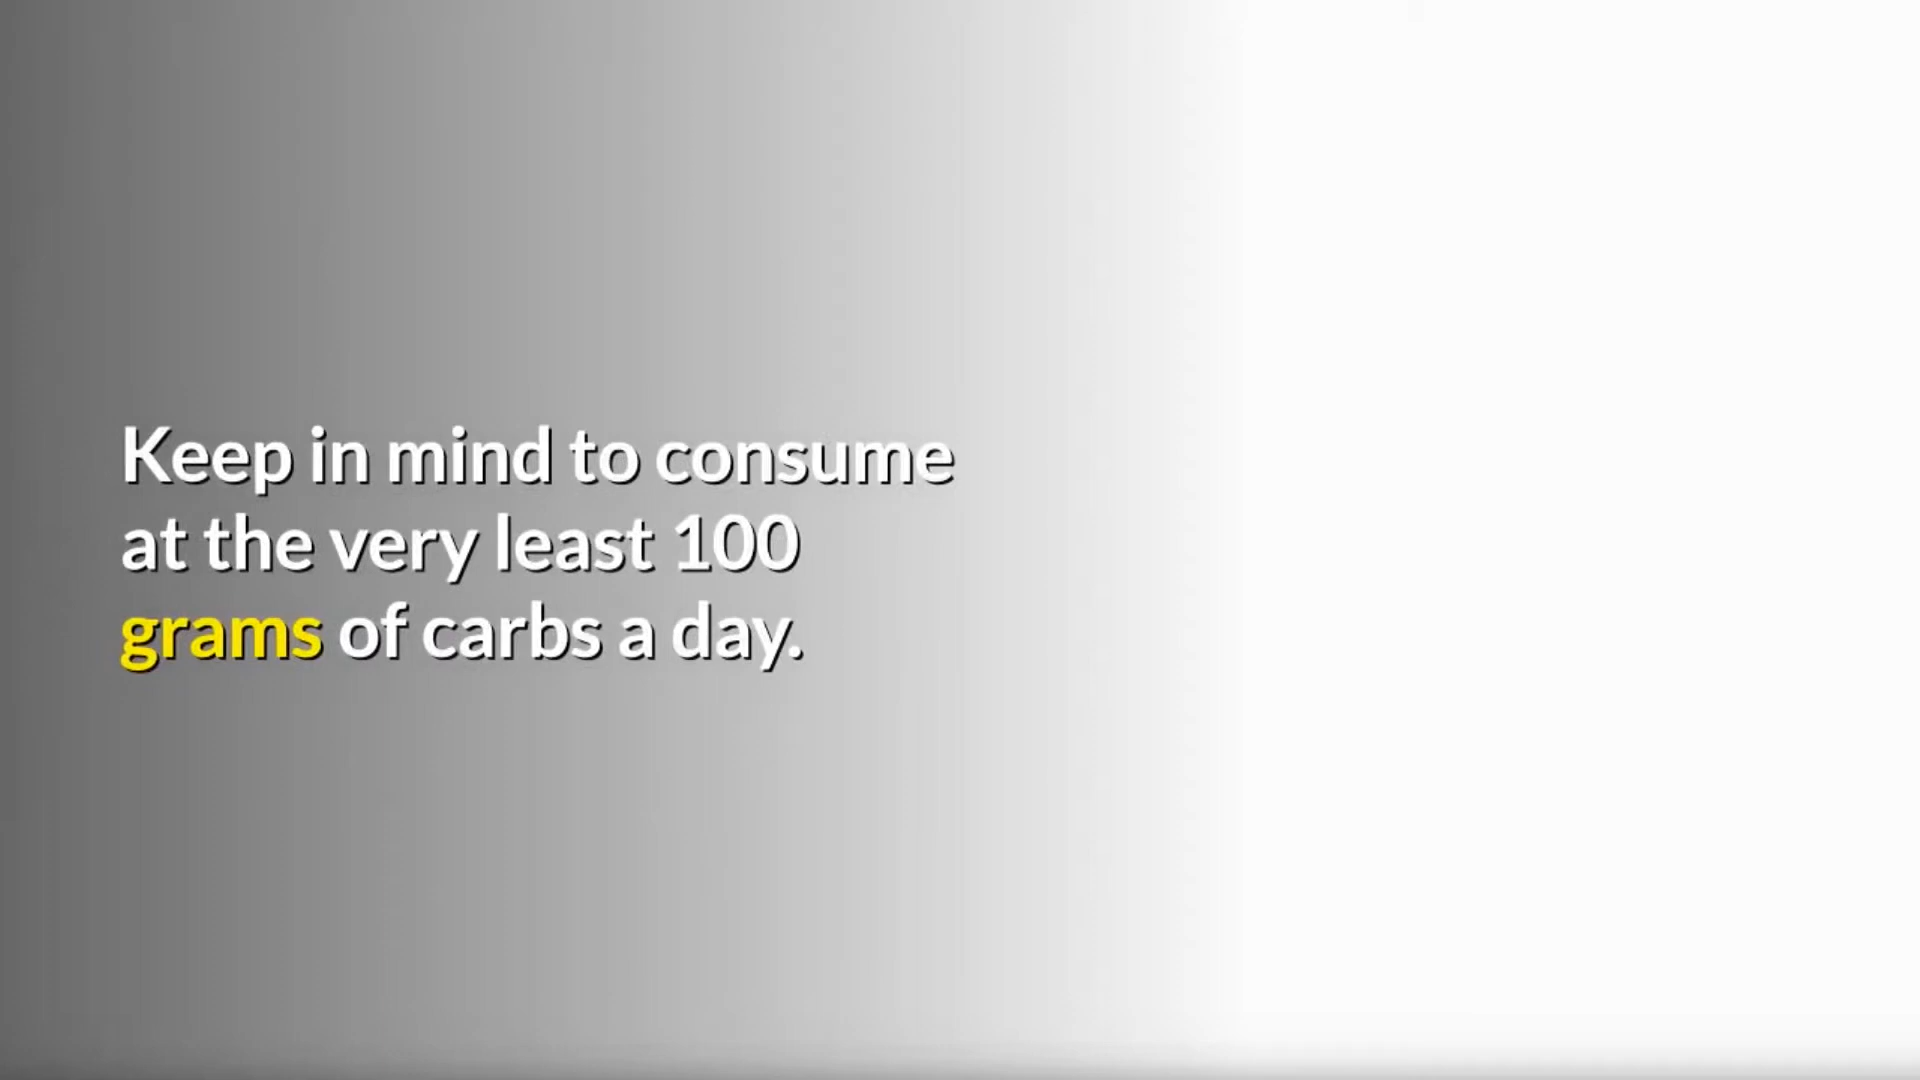 Keep in mind to consume
at the very least 100
grams of carbs a day.